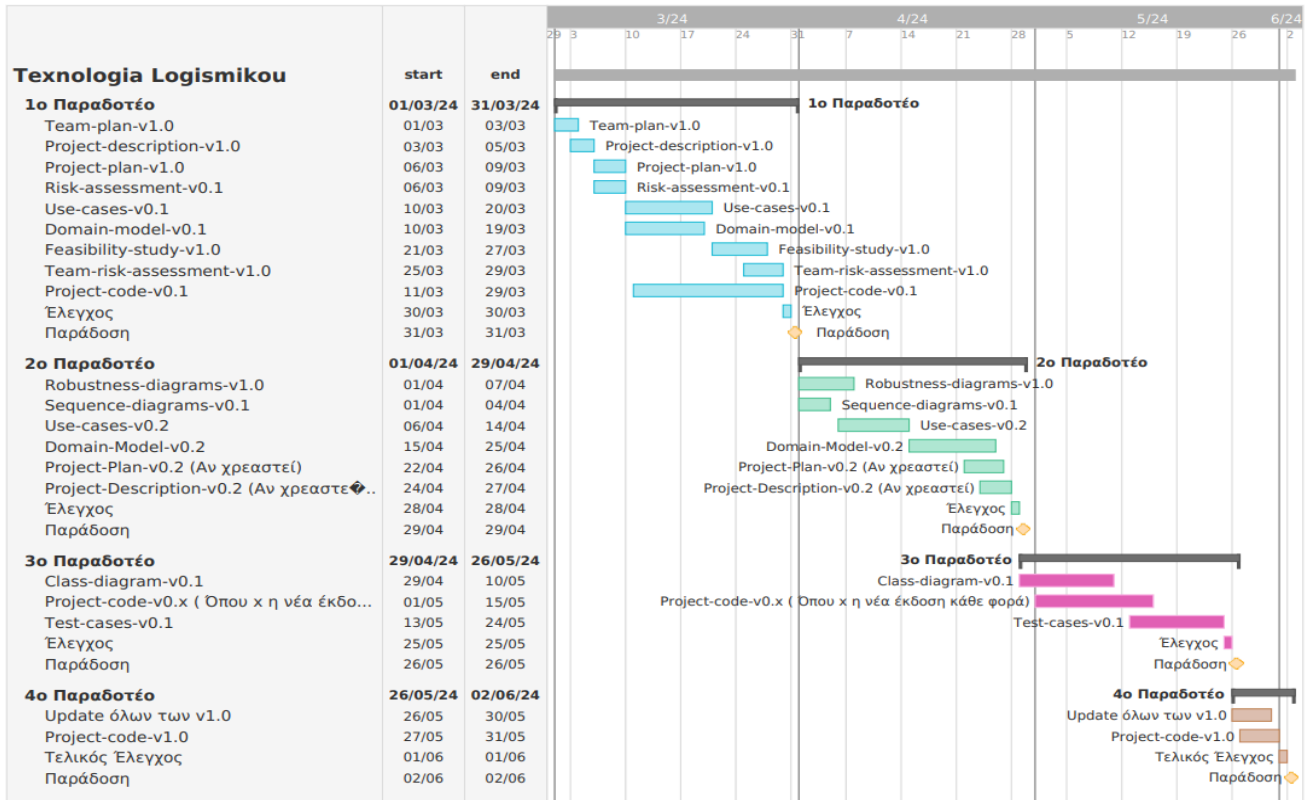 3/24 4/24 5/24 6/24
29 3 10 17 24 31 7 14 21 28 5 12 19 26 2
Texnologia Logismikou start end
1ο Παραδοτέο 01/03/24 31/03/24 1ο Παραδοτέο
Team-plan-v1.0 01/03 03/03 Team-plan-v1.0
Project-description-v1.0 03/03 05/03 Project-description-v1.0
Project-plan-v1.0 06/03 09/03 Project-plan-v1.0
Risk-assessment-v0.1 06/03 09/03 Risk-assessment-v0.1
Use-cases-v0.1 10/03 20/03 Use-cases-v0.1
Domain-model-v0.1 10/03 19/03 Domain-model-v0.1
Feasibility-study-v1.0 21/03 27/03 Feasibility-study-v1.0
Team-risk-assessment-v1.0 25/03 29/03 Team-risk-assessment-v1.0
Project-code-v0.1 11/03 29/03 Project-code-v0.1
Έλεγχος 30/03 30/03 Έλεγχος
Παράδοση 31/03 31/03 Παράδοση
2ο Παραδοτέο 01/04/24 29/04/24 2ο Παραδοτέο
Robustness-diagrams-v1.0 01/04 07/04 Robustness-diagrams-v1.0
Sequence-diagrams-v0.1 01/04 04/04 Sequence-diagrams-v0.1
Use-cases-v0.2 06/04 14/04 Use-cases-v0.2
Domain-Model-v0.2 15/04 25/04 Domain-Model-v0.2
Project-Plan-v0.2 (Αν χρεαστεί) 22/04 26/04 Project-Plan-v0.2 (Αν χρεαστεί)
Project-Description-v0.2 (Αν χρεαστε�.. 24/04 27/04 Project-Description-v0.2 (Αν χρεαστεί)
Έλεγχος 28/04 28/04 Έλεγχος
Παράδοση 29/04 29/04 Παράδοση
3ο Παραδοτέο 29/04/24 26/05/24 3ο Παραδοτέο
Class-diagram-v0.1 29/04 10/05 Class-diagram-v0.1
Project-code-v0.x ( Όπου x η νέα έκδο... 01/05 15/05 Project-code-v0.x ( Όπου x η νέα έκδοση κάθε φορά)
Test-cases-v0.1 13/05 24/05 Test-cases-v0.1
Έλεγχος 25/05 25/05 Έλεγχος
Παράδοση 26/05 26/05 Παράδοση
4ο Παραδοτέο 26/05/24 02/06/24 4ο Παραδοτέο
Update όλων των v1.0 26/05 30/05 Update όλων των v1.0
Project-code-v1.0 27/05 31/05 Project-code-v1.0
Τελικός Έλεγχος 01/06 01/06 Τελικός Έλεγχος
Παράδοση 02/06 02/06 Παράδοση